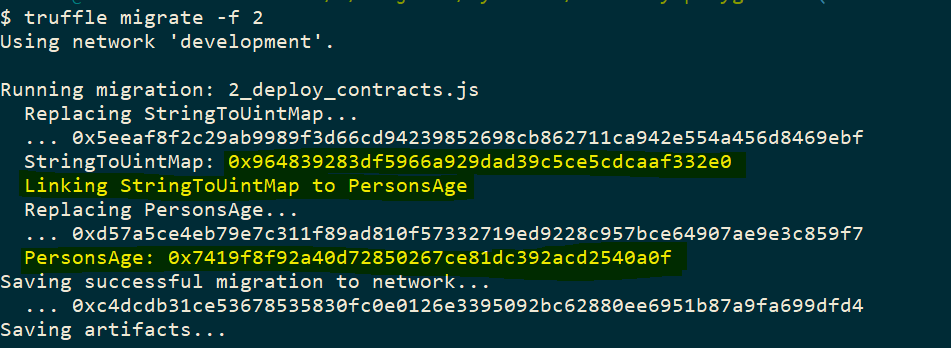 $ truffle migrate -f 2
Using network 'development'.
Running migration: 2_deploy_contracts.js
Replacing StringToUintMap...
... 0x5eeaf8f2c29ab9989f3d66cd94239852698cb862711ca942e554a456d8469ebf
StringToUintMap: 0x964839283df5966a929dad39c5ce5cdcaaf332e0
Linking StringToUintMap to PersonsAge
Replacing PersonsAge...
... 0xd57a5ce4eb79e7c311f89ad810f57332719ed9228c957bce64907ae9e3c859f7
PersonsAge: 0x7419f8f92a40d72850267ce81dc392acd2540a0f
Saving successful migration to network...
... 0xc4dcdb31ce53678535830fc0e0126e3395092bc62880ee6951b87a9fa699dfd4
Saving artifacts...